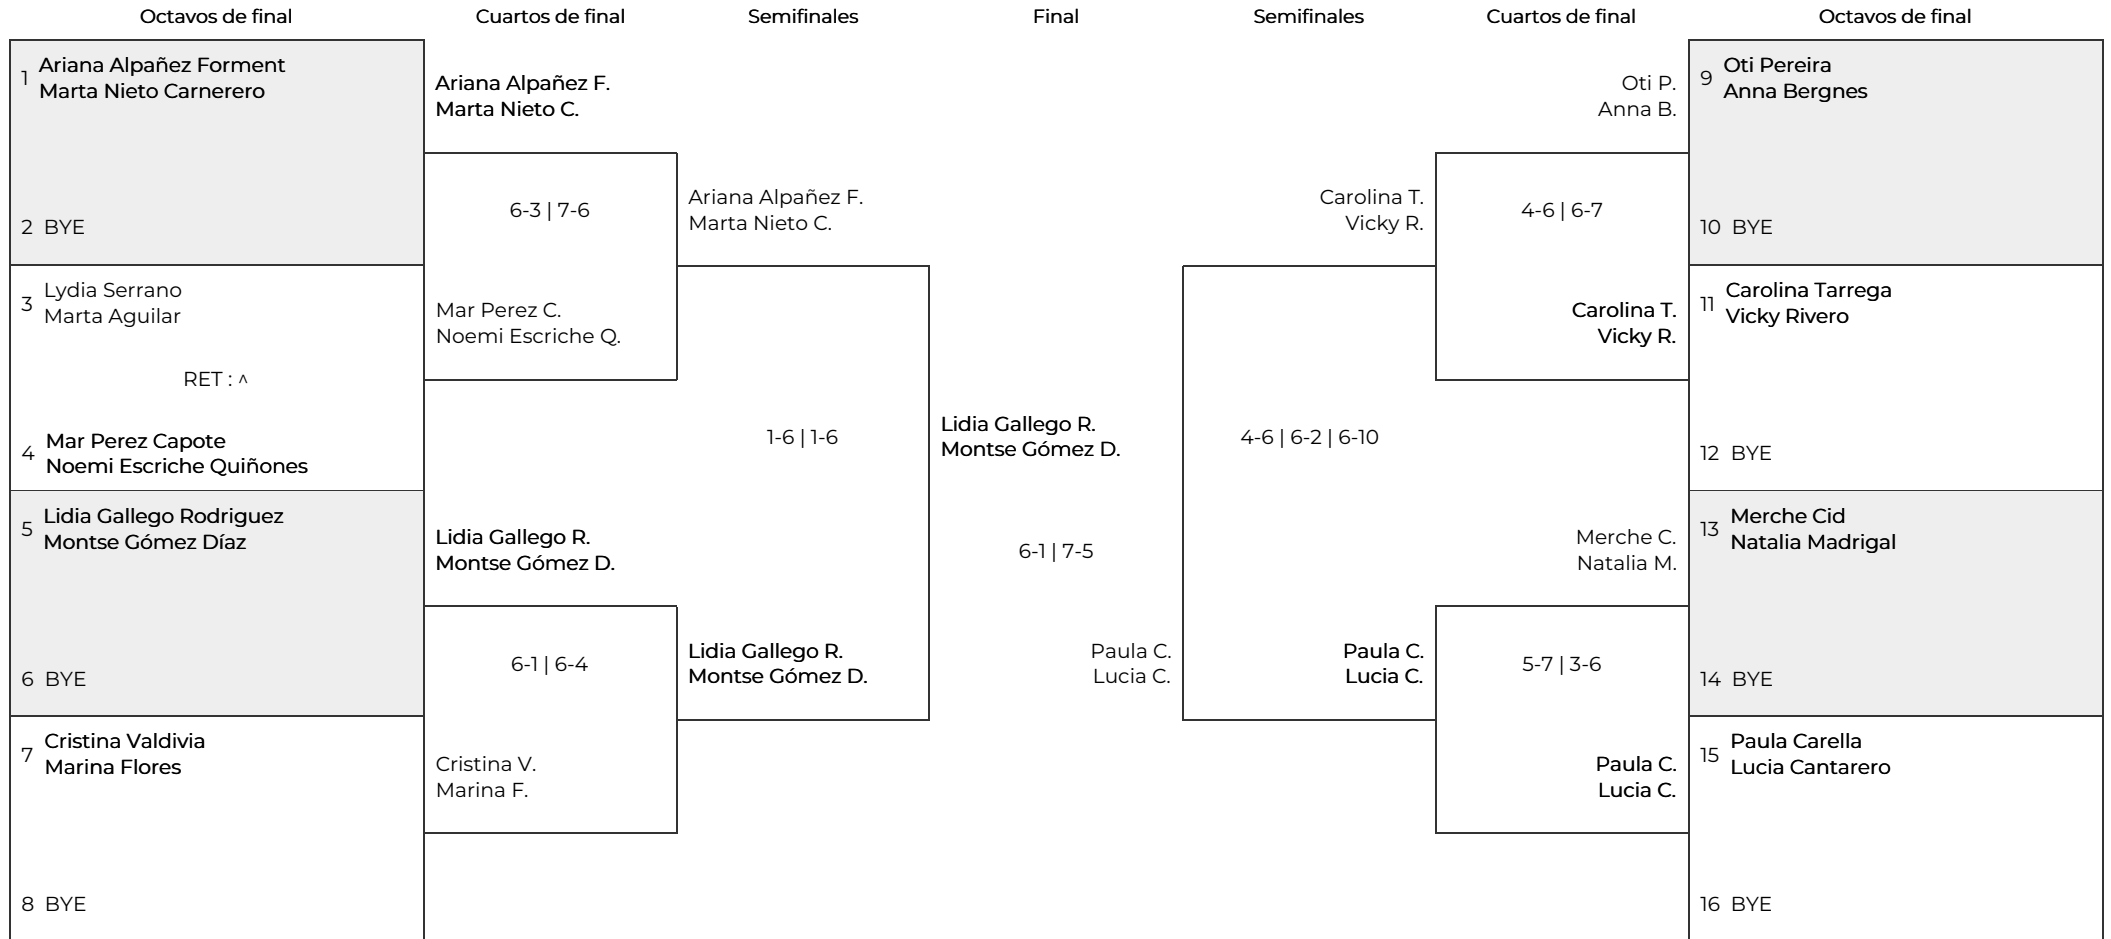 Octavos de final
Cuartos de final
Semifinales
Final
Semifinales
Cuartos de final
Octavos de final
1
Ariana Alpañez Forment
Marta Nieto Carnerero
2 BYE
3
Lydia Serrano
Marta Aguilar
RET : ^
4
Mar Perez Capote
Noemi Escriche Quiñones
5
Lidia Gallego Rodriguez
Montse Gómez Díaz
6 BYE
7
Cristina Valdivia
Marina Flores
8 BYE
Ariana Alpañez F.
Marta Nieto C.
6-3 | 7-6
Mar Perez C.
Noemi Escriche Q.
Lidia Gallego R.
Montse Gómez D.
6-1 | 6-4
Cristina V.
Marina F.
Ariana Alpañez F.
Marta Nieto C.
1-6 | 1-6
Lidia Gallego R.
Montse Gómez D.
Lidia Gallego R.
Montse Gómez D.
6-1 | 7-5
Paula C.
Lucia C.
Carolina T.
Vicky R.
4-6 | 6-2 | 6-10
Paula C.
Lucia C.
Oti P.
Anna B.
4-6 | 6-7
Carolina T.
Vicky R.
Merche C.
Natalia M.
5-7 | 3-6
Paula C.
Lucia C.
9
Oti Pereira
Anna Bergnes
10 BYE
11
Carolina Tarrega
Vicky Rivero
12 BYE
13
Merche Cid
Natalia Madrigal
14 BYE
15
Paula Carella
Lucia Cantarero
16 BYE